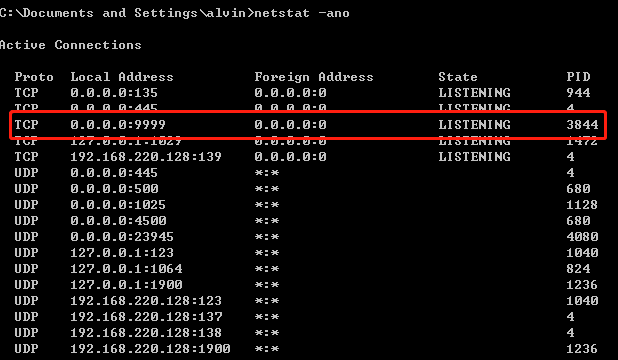 C:\Documents and Settings\alvin>netstat -ano
Active Connections
Proto Local Address Foreign Address State PID
TCP 0.0.0.0:135 0.0.0.0:0 LISTENING 944
TCP 0.0.0.0:445 0.0.0.0:0 LISTENING 4
TCP 0.0.0.0:9999 0.0.0.0:0 LISTENING 3844
TCP 127.0.0.1:1029 0.0.0.0:0 LISTENING 1472
TCP 192.168.220.128:139 0.0.0.0:0 LISTENING 4
UDP 0.0.0.0:445 *:* 4
UDP 0.0.0.0:500 *:* 680
UDP 0.0.0.0:1025 *:* 1128
UDP 0.0.0.0:4500 *:* 680
UDP 0.0.0.0:23945 *:* 4080
UDP 127.0.0.1:123 *:* 1040
UDP 127.0.0.1:1064 *:* 824
UDP 127.0.0.1:1900 *:* 1236
UDP 192.168.220.128:123 *:* 1040
UDP 192.168.220.128:137 *:* 4
UDP 192.168.220.128:138 *:* 4
UDP 192.168.220.128:1900 *:* 1236